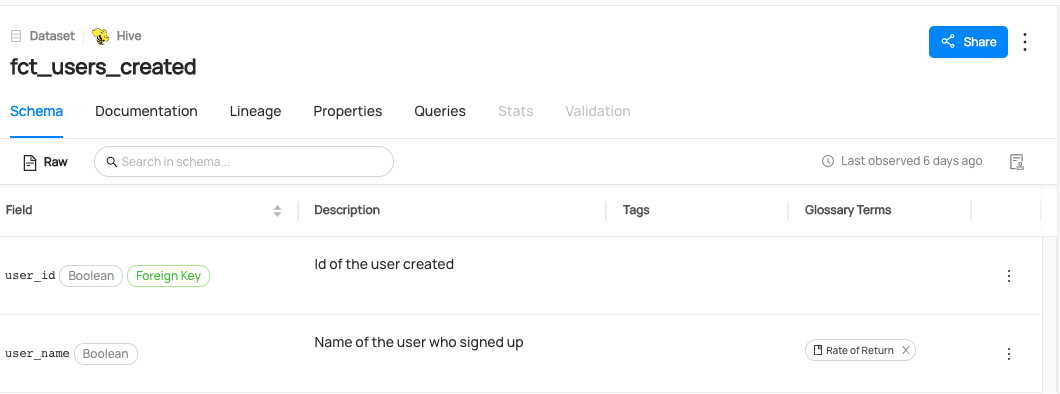 Dataset Hive
fct_users_created
Share
Schema Documentation Lineage Properties Queries Stats Validation
Raw Search in schema... Last observed 6 days ago
Field Description Tags Glossary Terms
user_id Boolean Foreign Key Id of the user created
user_name Boolean Name of the user who signed up Rate of Return